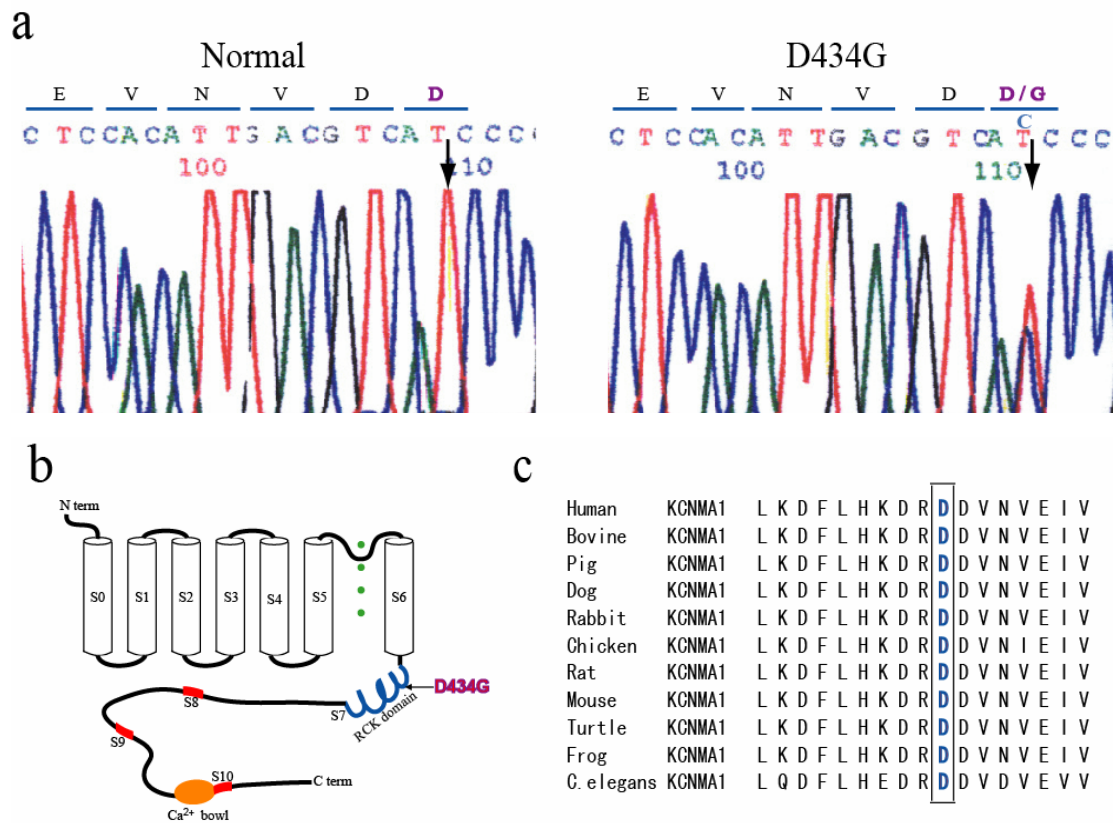 a
Normal
E V N V D D
C T C C A C A T T G A C G T C A T C C C
100 110
D434G
E V N V D D / G
C
C T C C A C A T T G A C G T C A T C C C
100 110
b
N term
S0 S1 S2 S3 S4 S5 S6
D434G
RCK domain
S7
S8
S9
S10
C term
Ca²⁺ bowl
c
Human KCNMA1 L K D F L H K D R D D V N V E I V
Bovine KCNMA1 L K D F L H K D R D D V N V E I V
Pig KCNMA1 L K D F L H K D R D D V N V E I V
Dog KCNMA1 L K D F L H K D R D D V N V E I V
Rabbit KCNMA1 L K D F L H K D R D D V N V E I V
Chicken KCNMA1 L K D F L H K D R D D V N I E I V
Rat KCNMA1 L K D F L H K D R D D V N V E I V
Mouse KCNMA1 L K D F L H K D R D D V N V E I V
Turtle KCNMA1 L K D F L H K D R D D V N V E I V
Frog KCNMA1 L K D F L H K D R D D V N V E I V
C.elegans KCNMA1 L Q D F L H E D R D D V D V E V V